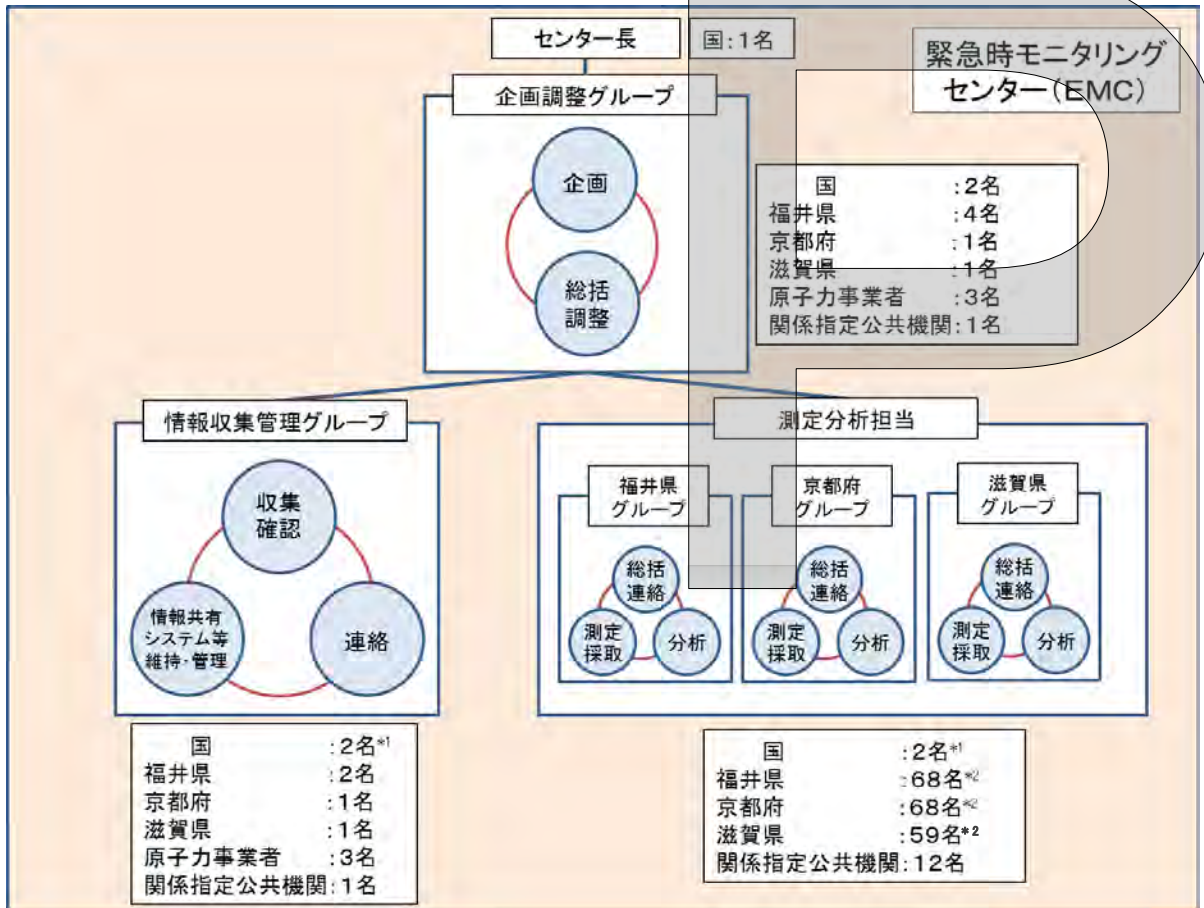 センター長
国:1名
緊急時モニタリング
センター(EMC)
企画調整グループ
企画
総括
調整
国 :2名
福井県 :4名
京都府 :1名
滋賀県 :1名
原子力事業者 :3名
関係指定公共機関:1名
情報収集管理グループ
収集
確認
情報共有
システム等
維持・管理
連絡
国 :2名*1
福井県 :2名
京都府 :1名
滋賀県 :1名
原子力事業者 :3名
関係指定公共機関:1名
測定分析担当
福井県
グループ
総括
連絡
測定
採取
分析
京都府
グループ
総括
連絡
測定
採取
分析
滋賀県
グループ
総括
連絡
測定
採取
分析
国 :2名*1
福井県 :68名*2
京都府 :68名*2
滋賀県 :59名*2
関係指定公共機関:12名